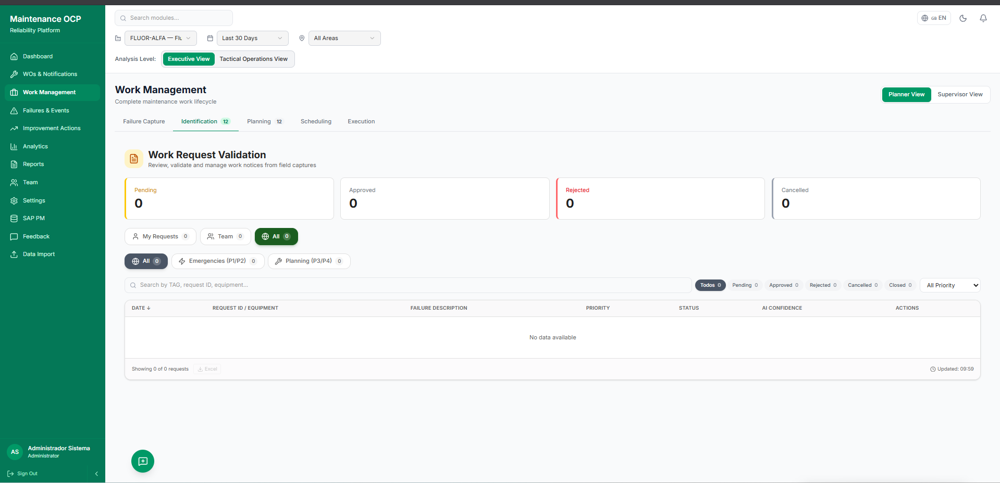 Maintenance OCP
Reliability Platform
Dashboard
WOs & Notifications
Work Management
Failures & Events
Improvement Actions
Analytics
Reports
Team
Settings
SAP PM
Feedback
Data Import
AS
Administrador Sistema
Administrator
Sign Out
Search modules...
GB EN
FLUOR-ALFA — Flu
Last 30 Days
All Areas
Analysis Level:
Executive View
Tactical Operations View
Work Management
Complete maintenance work lifecycle
Planner View
Supervisor View
Failure Capture
Identification 12
Planning 12
Scheduling
Execution
Work Request Validation
Review, validate and manage work notices from field captures
Pending
0
Approved
0
Rejected
0
Cancelled
0
My Requests 0
Team 0
All 0
All 0
Emergencies (P1/P2) 0
Planning (P3/P4) 0
Search by TAG, request ID, equipment...
Todos 0
Pending 0
Approved 0
Rejected 0
Cancelled 0
Closed 0
All Priority
DATE
REQUEST ID / EQUIPMENT
FAILURE DESCRIPTION
PRIORITY
STATUS
AI CONFIDENCE
ACTIONS
No data available
Showing 0 of 0 requests
Excel
Updated: 09:59